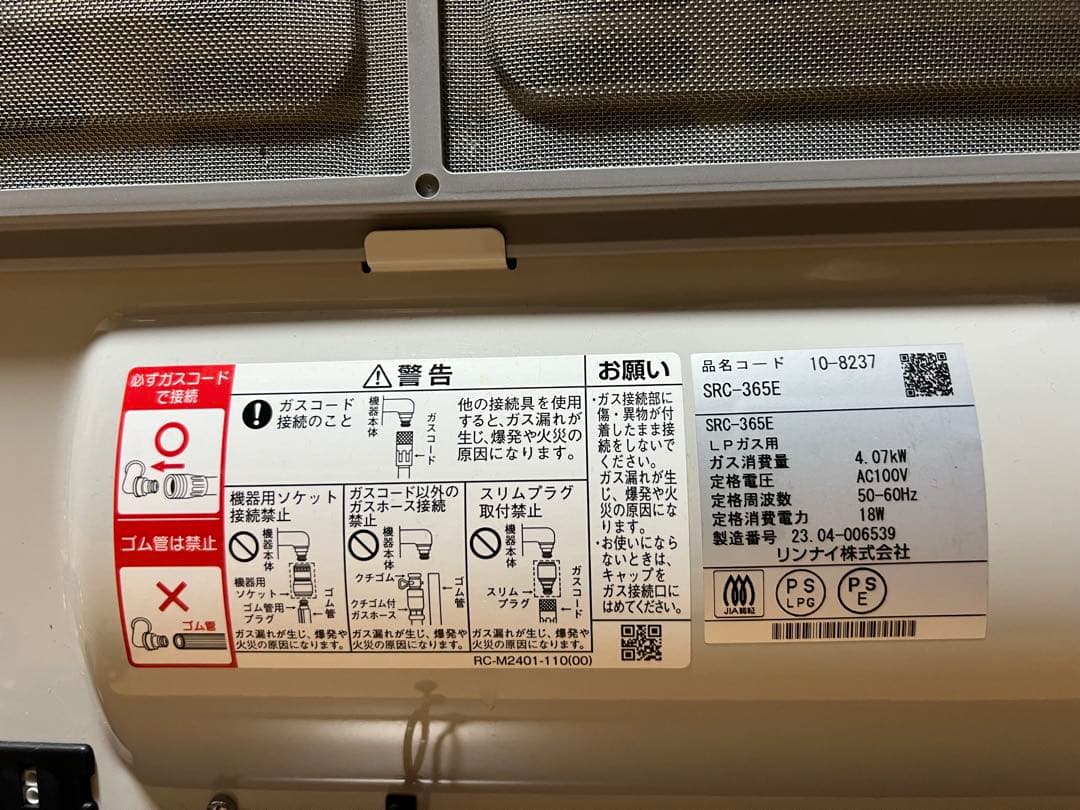 必ずガスコード
で接続
ゴム管は禁止
ゴム管
警告
ガスコード
接続のこと
機器本体
ガスコード
他の接続具を使用
すると、ガス漏れが
生じ、爆発や火災の
原因になります。
機器用ソケット
接続禁止
機器本体
機器用
ソケット
ゴム管用
プラグ
ゴム管
ガス漏れが生じ、爆発や
火災の原因になります。
ガスコード以外の
ガスホース接続
禁止
機器本体
クチゴム
クチゴム付
ガスホース
ゴム管
ガス漏れが生じ、爆発や
火災の原因になります。
スリムプラグ
取付禁止
機器本体
スリム
プラグ
ガスコード
ガス漏れが生じ、爆発や
火災の原因になります。
RC-M2401-110(00)
お願い
・ガス接続部に
傷・異物が付
着したまま接
続をしないで
ください。
ガス漏れが生
じ、爆発や火
災の原因にな
ります。
・お使いになら
ないときは、
キャップを
ガス接続口に
はめてください。
品名コード 10-8237
SRC-365E
SRC-365E
LPガス用
ガス消費量 4.07kW
定格電圧 AC100V
定格周波数 50-60Hz
定格消費電力 18W
製造番号 23.04-006539
リンナイ株式会社
JIA認証
PS
LPG
PS
E